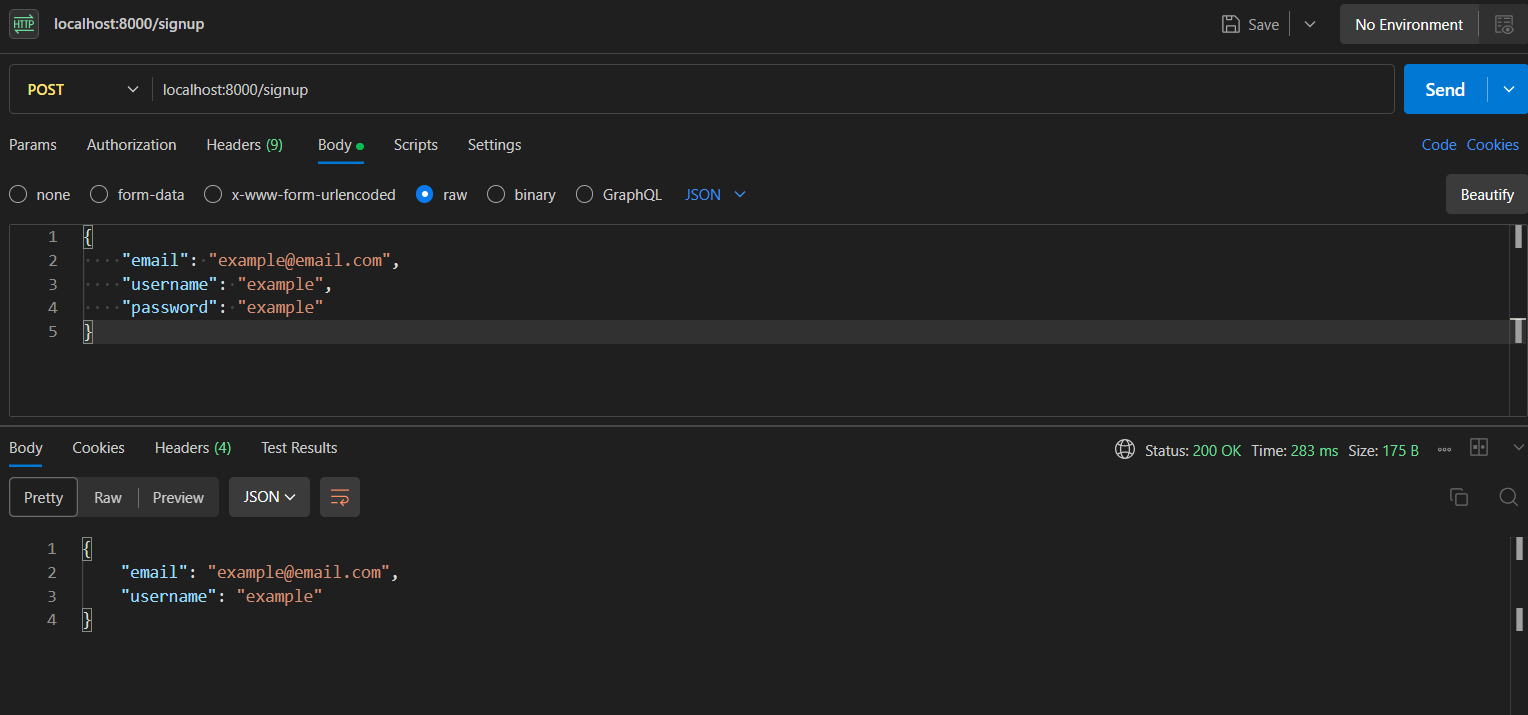 HTTP localhost:8000/signup Save No Environment
POST localhost:8000/signup Send
Params Authorization Headers (9) Body Scripts Settings Code Cookies
none form-data x-www-form-urlencoded raw binary GraphQL JSON Beautify
1 {
2 "email": "example@email.com",
3 "username": "example",
4 "password": "example"
5 }
Body Cookies Headers (4) Test Results Status: 200 OK Time: 283 ms Size: 175 B
Pretty Raw Preview JSON
1 {
2 "email": "example@email.com",
3 "username": "example"
4 }